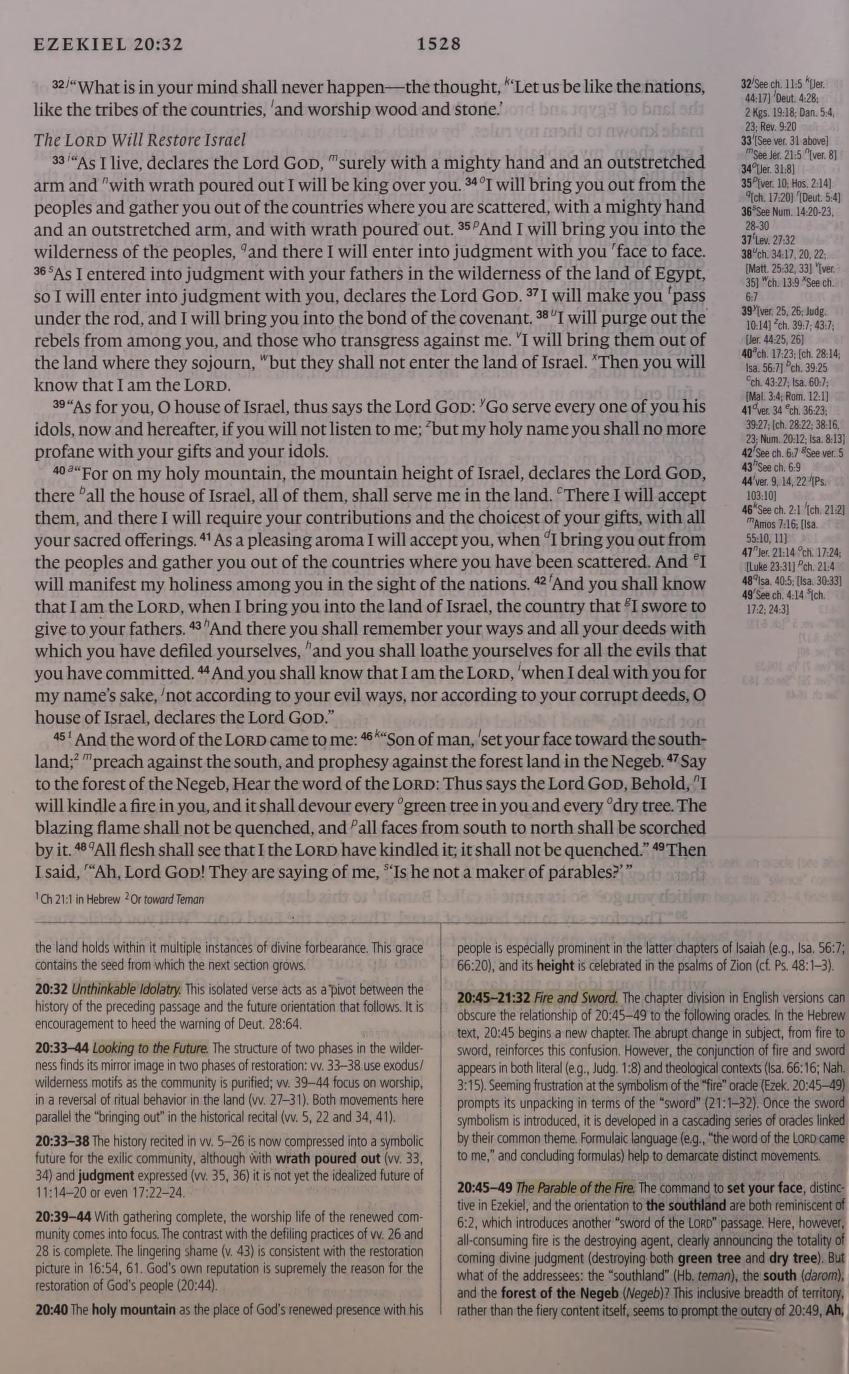 EZEKIEL 20:32
1528
32 l“What is in your mind shall never happen—the thought, k“Let us be like the nations,
like the tribes of the countries, l and worship wood and stone.’
The LORD Will Restore Israel
33 l“As I live, declares the Lord GOD, m surely with a mighty hand and an outstretched
arm and n with wrath poured out I will be king over you. 34 o I will bring you out from the
peoples and gather you out of the countries where you are scattered, with a mighty hand
and an outstretched arm, and with wrath poured out. 35 p And I will bring you into the
wilderness of the peoples, q and there I will enter into judgment with you r face to face.
36 s As I entered into judgment with your fathers in the wilderness of the land of Egypt,
so I will enter into judgment with you, declares the Lord GOD. 37 I will make you t pass
under the rod, and I will bring you into the bond of the covenant. 38 u I will purge out the
rebels from among you, and those who transgress against me. v I will bring them out of
the land where they sojourn, w but they shall not enter the land of Israel. x Then you will
know that I am the LORD.
39 “As for you, O house of Israel, thus says the Lord GOD: y Go serve every one of you his
idols, now and hereafter, if you will not listen to me; z but my holy name you shall no more
profane with your gifts and your idols.
40 a “For on my holy mountain, the mountain height of Israel, declares the Lord GOD,
there b all the house of Israel, all of them, shall serve me in the land. c There I will accept
them, and there I will require your contributions and the choicest of your gifts, with all
your sacred offerings. 41 As a pleasing aroma I will accept you, when d I bring you out from
the peoples and gather you out of the countries where you have been scattered. And e I
will manifest my holiness among you in the sight of the nations. 42 f And you shall know
that I am the LORD, when I bring you into the land of Israel, the country that g I swore to
give to your fathers. 43 h And there you shall remember your ways and all your deeds with
which you have defiled yourselves, h and you shall loathe yourselves for all the evils that
you have committed. 44 And you shall know that I am the LORD, i when I deal with you for
my name’s sake, j not according to your evil ways, nor according to your corrupt deeds, O
house of Israel, declares the Lord GOD.”
45 1 And the word of the LORD came to me: 46 k “Son of man, l set your face toward the south-
land; 2 m preach against the south, and prophesy against the forest land in the Negeb. 47 Say
to the forest of the Negeb, Hear the word of the LORD: Thus says the Lord GOD, Behold, n I
will kindle a fire in you, and it shall devour every o green tree in you and every o dry tree. The
blazing flame shall not be quenched, and p all faces from south to north shall be scorched
by it. 48 q All flesh shall see that I the LORD have kindled it; it shall not be quenched.” 49 Then
I said, r “Ah, Lord GOD! They are saying of me, s ‘Is he not a maker of parables?’ ”
1 Ch 21:1 in Hebrew 2 Or toward Teman
32 See ch. 11:5 k [Jer.
44:17] l Deut. 4:28;
2 Kgs. 19:18; Dan. 5:4,
23; Rev. 9:20
33 l [See ver. 31 above]
m See Jer. 21:5 n [ver. 8]
34 o [Jer. 31:8]
35 p [ver. 10; Hos. 2:14]
q [ch. 17:20] r [Deut. 5:4]
36 s See Num. 14:20-23,
28-30
37 t Lev. 27:32
38 u ch. 34:17, 20, 22;
[Matt. 25:32, 33] v [ver.
35] w ch. 13:9 x See ch.
6:7
39 y [ver. 25, 26; Judg.
10:14] z ch. 39:7; 43:7;
[Jer. 44:25, 26]
40 a ch. 17:23; [ch. 28:14;
Isa. 56:7] b ch. 39:25
c ch. 43:27; Isa. 60:7;
[Mal. 3:4; Rom. 12:1]
41 d ver. 34 e ch. 36:23;
39:27; [ch. 28:22; 38:16,
23; Num. 20:12; Isa. 8:13]
42 f See ch. 6:7 g See ver. 5
43 h See ch. 6:9
44 i ver. 9, 14, 22 j [Ps.
103:10]
46 k See ch. 2:1 l [ch. 21:2]
m Amos 7:16; [Isa.
55:10, 11]
47 n Jer. 21:14 o ch. 17:24;
[Luke 23:31] p ch. 21:4
48 q Isa. 40:5; [Isa. 30:33]
49 r See ch. 4:14 s [ch.
17:2; 24:3]
the land holds within it multiple instances of divine forbearance. This grace
contains the seed from which the next section grows.
20:32 Unthinkable Idolatry. This isolated verse acts as a pivot between the
history of the preceding passage and the future orientation that follows. It is
encouragement to heed the warning of Deut. 28:64.
20:33–44 Looking to the Future. The structure of two phases in the wilder-
ness finds its mirror image in two phases of restoration: vv. 33–38 use exodus/
wilderness motifs as the community is purified; vv. 39–44 focus on worship,
in a reversal of ritual behavior in the land (vv. 27–31). Both movements here
parallel the “bringing out” in the historical recital (vv. 5, 22 and 34, 41).
20:33–38 The history recited in vv. 5–26 is now compressed into a symbolic
future for the exilic community, although with wrath poured out (vv. 33,
34) and judgment expressed (vv. 35, 36) it is not yet the idealized future of
11:14–20 or even 17:22–24.
20:39–44 With gathering complete, the worship life of the renewed com-
munity comes into focus. The contrast with the defiling practices of vv. 26 and
28 is complete. The lingering shame (v. 43) is consistent with the restoration
picture in 16:54, 61. God’s own reputation is supremely the reason for the
restoration of God’s people (20:44).
20:40 The holy mountain as the place of God’s renewed presence with his
people is especially prominent in the latter chapters of Isaiah (e.g., Isa. 56:7;
66:20), and its height is celebrated in the psalms of Zion (cf. Ps. 48:1–3).
20:45–21:32 Fire and Sword. The chapter division in English versions can
obscure the relationship of 20:45–49 to the following oracles. In the Hebrew
text, 20:45 begins a new chapter. The abrupt change in subject, from fire to
sword, reinforces this confusion. However, the conjunction of fire and sword
appears in both literal (e.g., Judg. 1:8) and theological contexts (Isa. 66:16; Nah.
3:15). Seeming frustration at the symbolism of the “fire” oracle (Ezek. 20:45–49)
prompts its unpacking in terms of the “sword” (21:1–32). Once the sword
symbolism is introduced, it is developed in a cascading series of oracles linked
by their common theme. Formulaic language (e.g., “the word of the LORD came
to me,” and concluding formulas) help to demarcate distinct movements.
20:45–49 The Parable of the Fire. The command to set your face, distinc-
tive in Ezekiel, and the orientation to the southland are both reminiscent of
6:2, which introduces another “sword of the LORD” passage. Here, however,
all-consuming fire is the destroying agent, clearly announcing the totality of
coming divine judgment (destroying both green tree and dry tree). But
what of the addressees: the “southland” (Hb. teman), the south (darom),
and the forest of the Negeb (Negeb)? This inclusive breadth of territory,
rather than the fiery content itself, seems to prompt the outcry of 20:49, Ah,